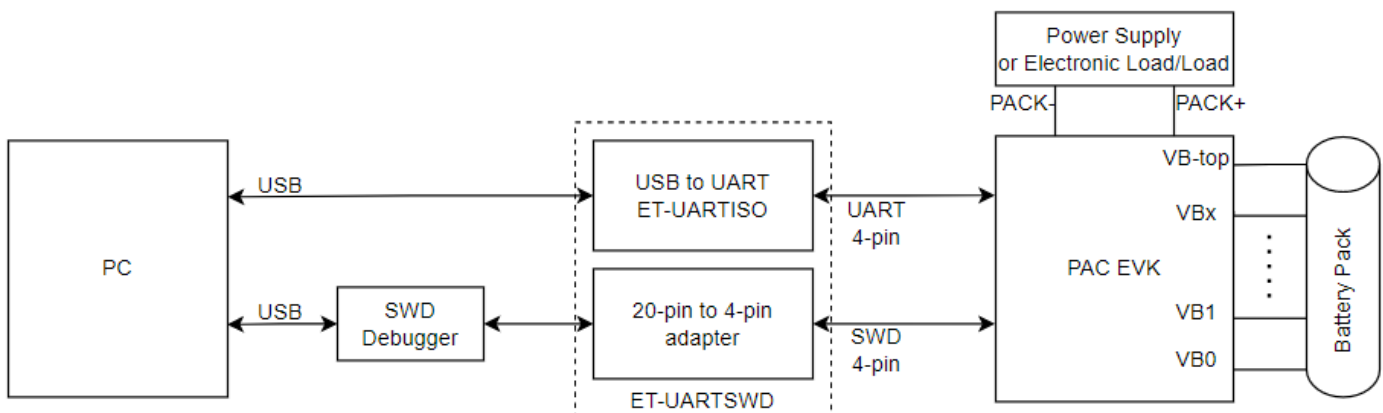 Power Supply
or Electronic Load/Load
PACK-
PACK+
PC
USB
USB to UART
ET-UARTISO
UART
4-pin
USB
SWD
Debugger
20-pin to 4-pin
adapter
SWD
4-pin
ET-UARTSWD
PAC EVK
VB-top
VBx
VB1
VB0
Battery Pack